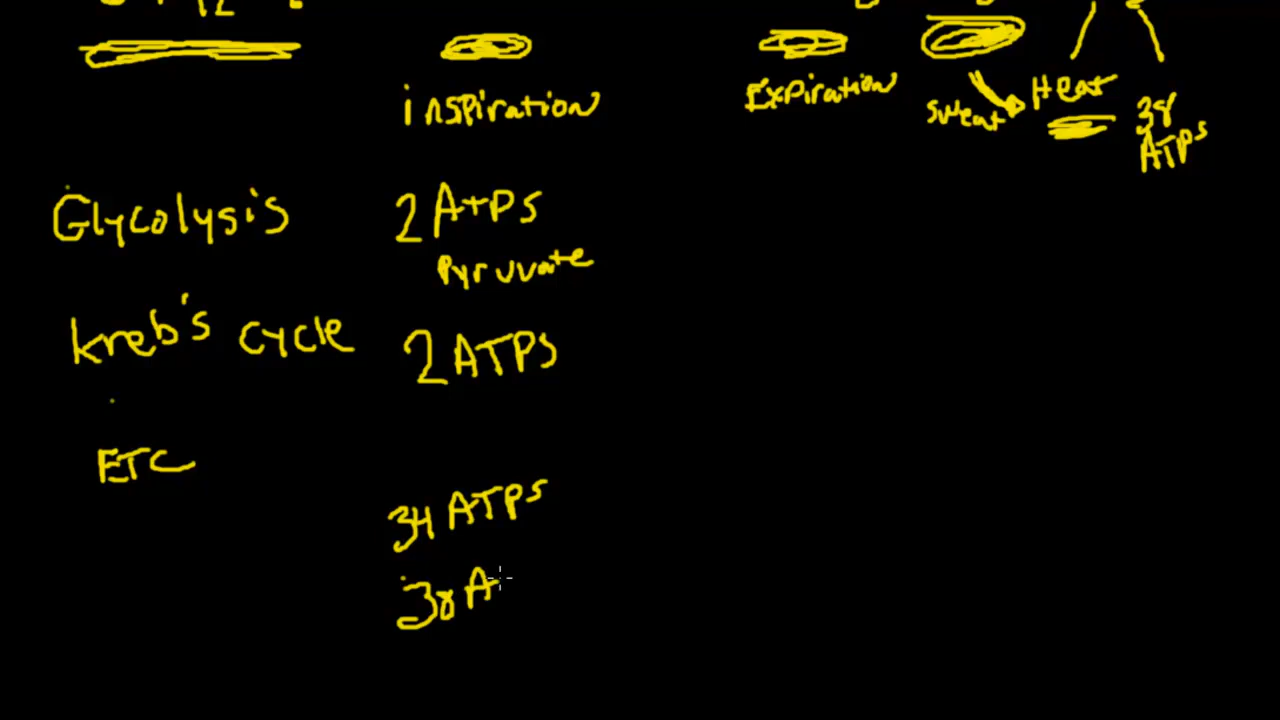 inspiration
Expiration
sweat
Heat
38
ATPS
Glycolysis
2 ATPS
Pyruvate
kreb's cycle
2 ATPS
ETC
34 ATPS
38 A